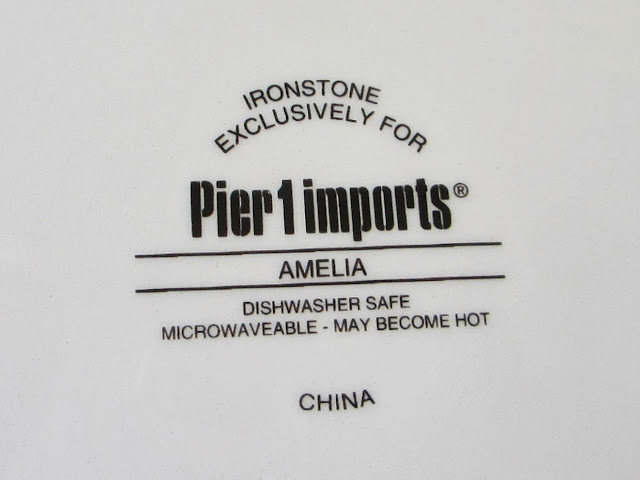 IRONSTONE
EXCLUSIVELY FOR
Pier 1 imports®
AMELIA
DISHWASHER SAFE
MICROWAVEABLE - MAY BECOME HOT
CHINA